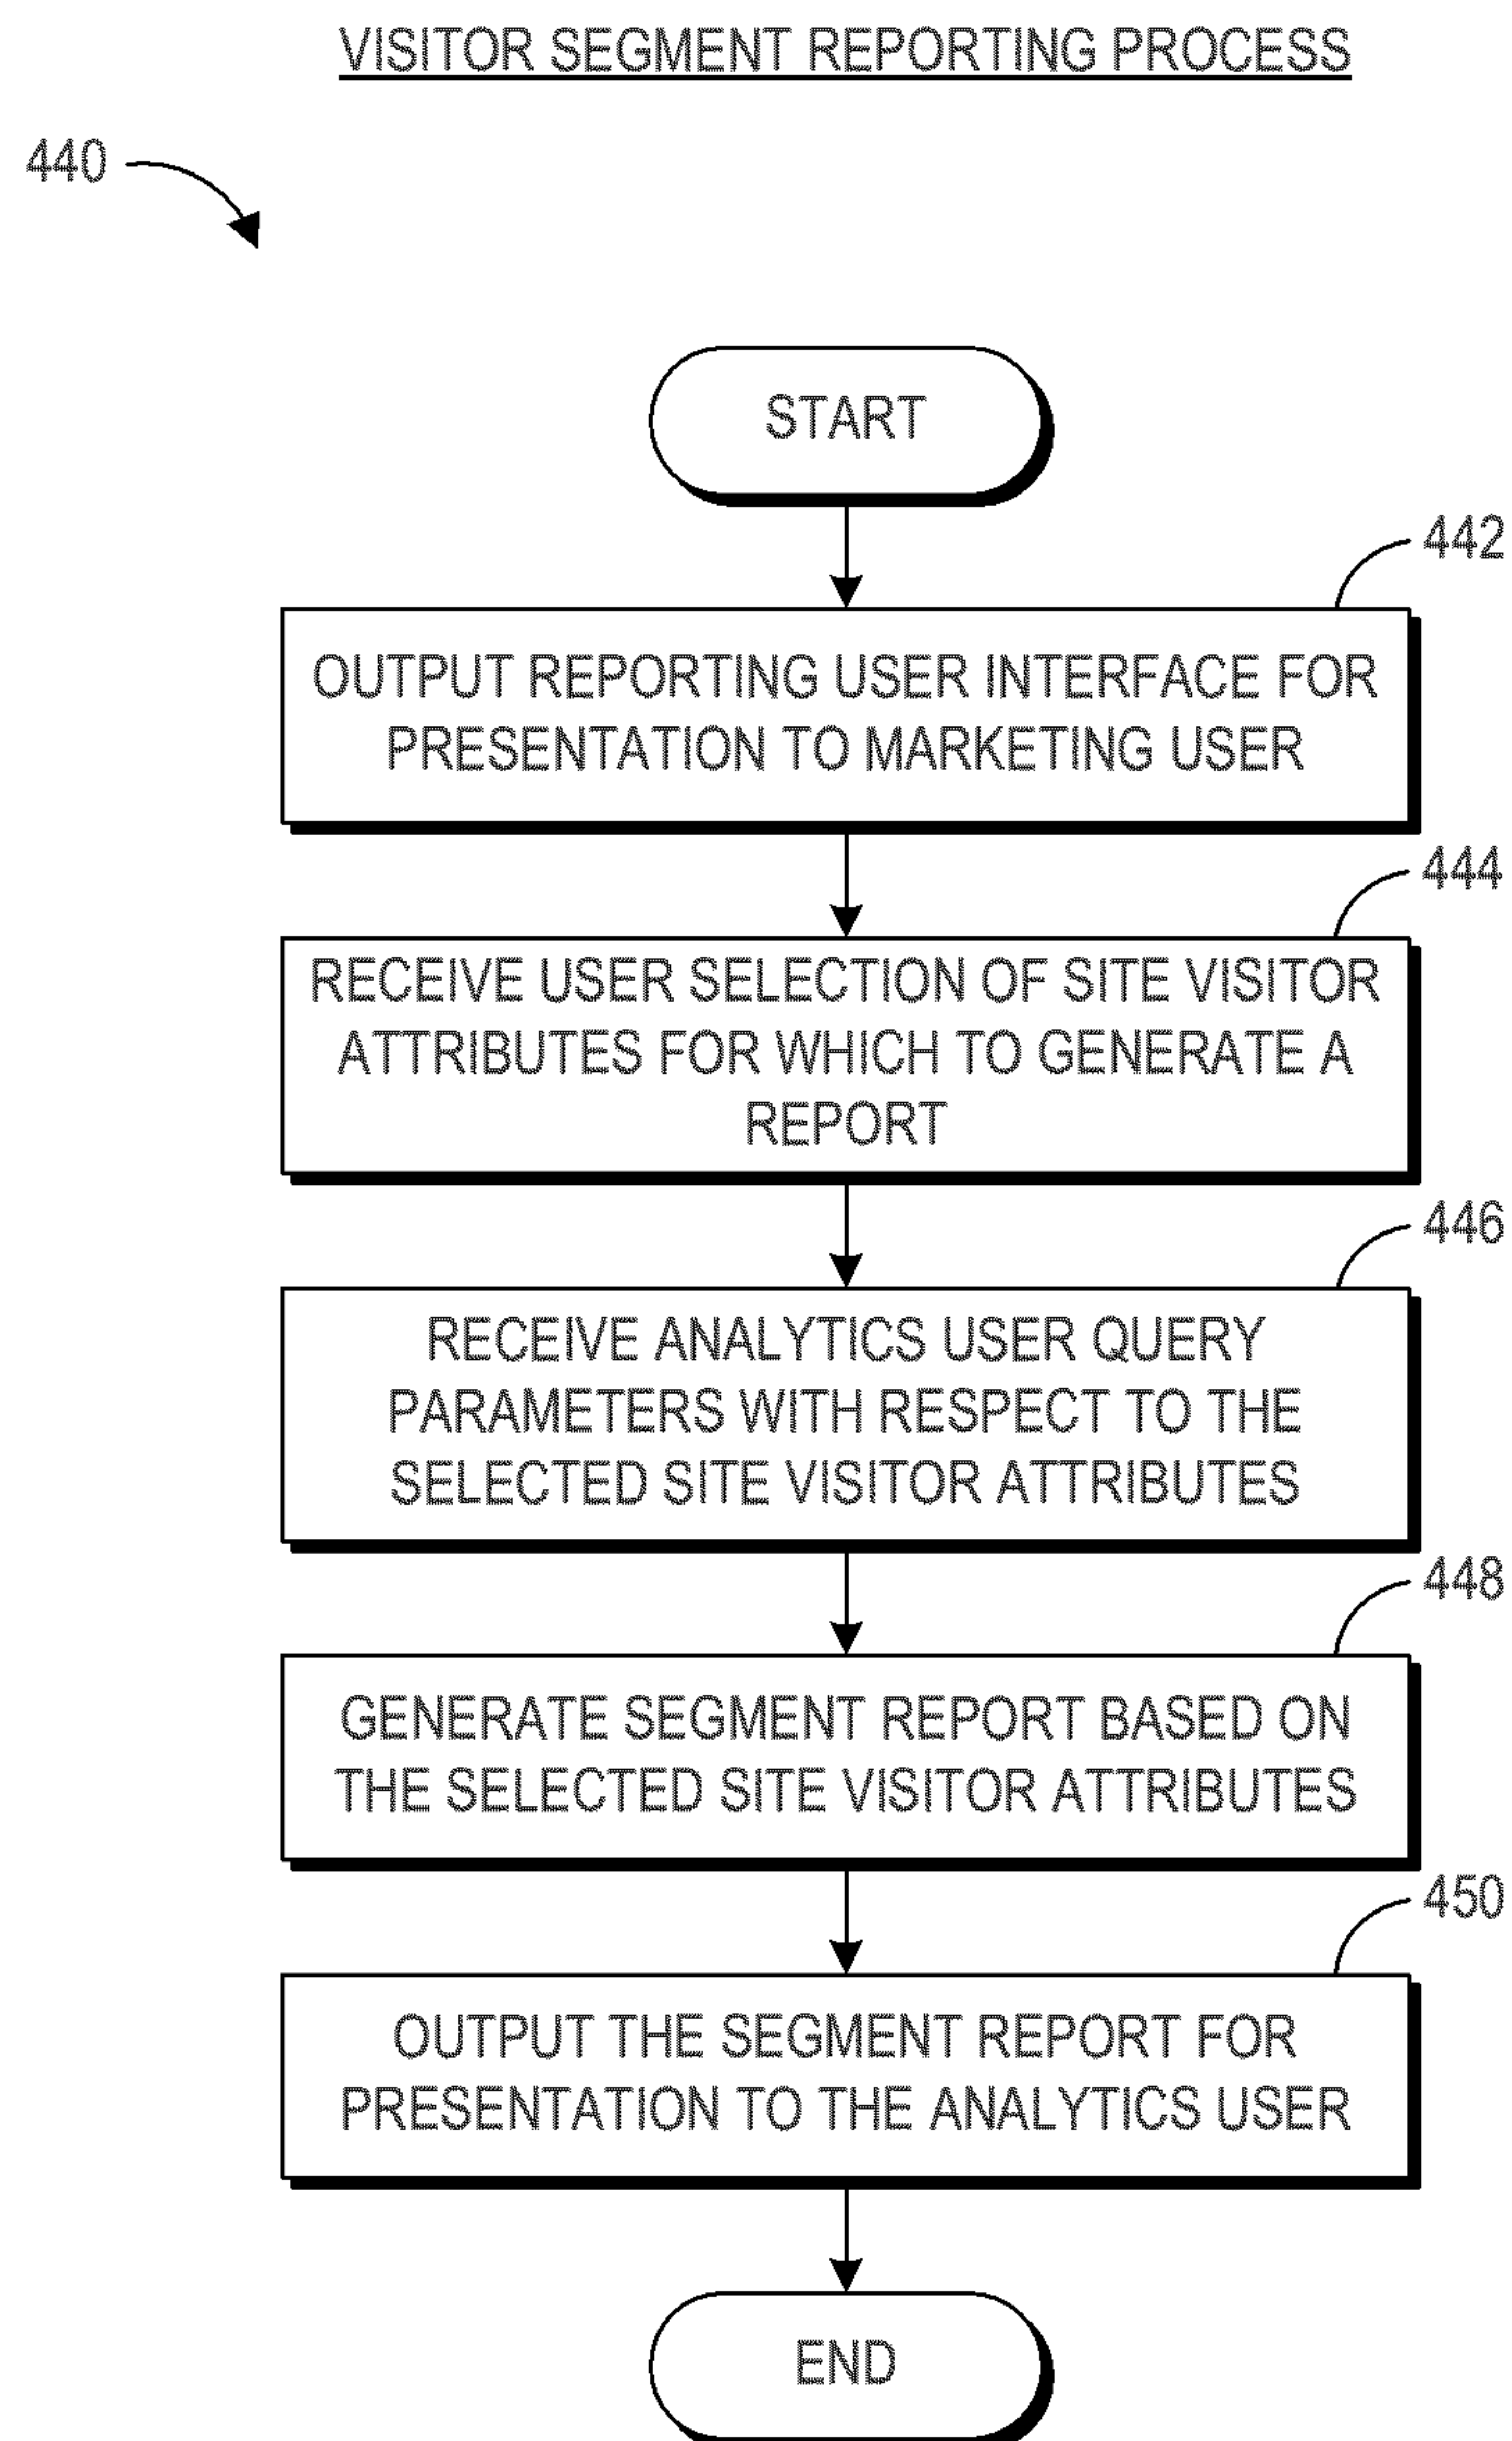 VISITOR SEGMENT REPORTING PROCESS
440
START
442
OUTPUT REPORTING USER INTERFACE FOR
PRESENTATION TO MARKETING USER
444
RECEIVE USER SELECTION OF SITE VISITOR
ATTRIBUTES FOR WHICH TO GENERATE A
REPORT
446
RECEIVE ANALYTICS USER QUERY
PARAMETERS WITH RESPECT TO THE
SELECTED SITE VISITOR ATTRIBUTES
448
GENERATE SEGMENT REPORT BASED ON
THE SELECTED SITE VISITOR ATTRIBUTES
450
OUTPUT THE SEGMENT REPORT FOR
PRESENTATION TO THE ANALYTICS USER
END